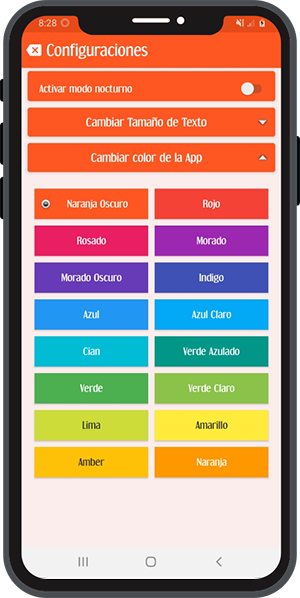 8:28
Configuraciones
Activar modo nocturno
Cambiar Tamaño de Texto
Cambiar color de la App
Naranja Oscuro
Rojo
Rosado
Morado
Morado Oscuro
Indigo
Azul
Azul Claro
Cian
Verde Azulado
Verde
Verde Claro
Lima
Amarillo
Amber
Naranja